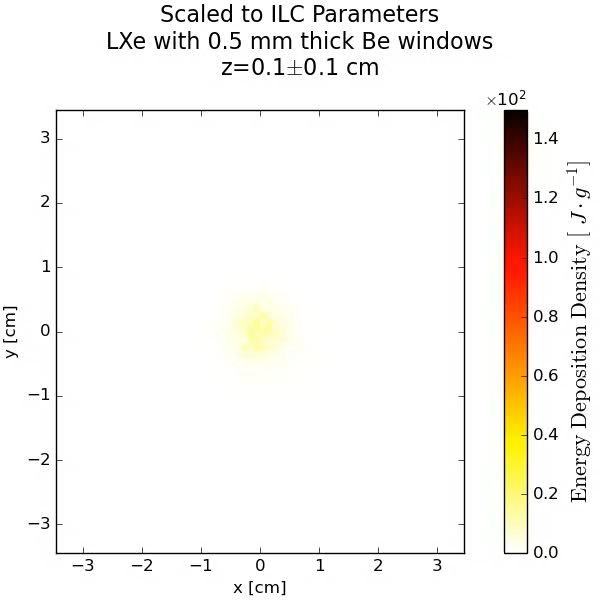 Scaled to ILC Parameters
LXe with 0.5 mm thick Be windows
z=0.1±0.1 cm
×10²
3
2
1
0
−1
−2
−3
y [cm]
−3 −2 −1 0 1 2 3
x [cm]
1.4
1.2
1.0
0.8
0.6
0.4
0.2
0.0
Energy Deposition Density [ J · g⁻¹]